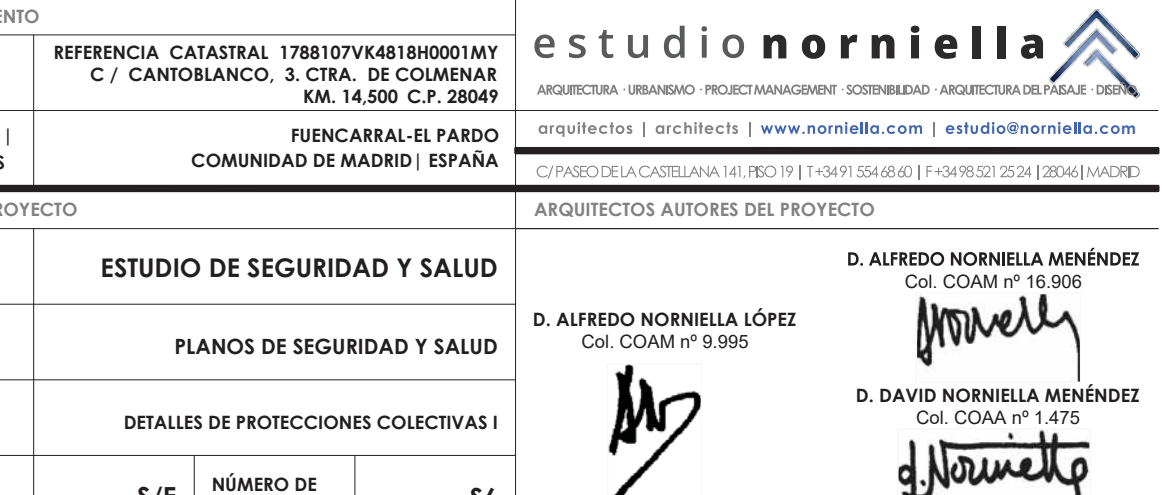 REFERENCIA CATASTRAL 1788107VK4818H0001MY
C / CANTOBLANCO, 3. CTRA. DE COLMENAR
KM. 14,500 C.P. 28049
|
FUENCARRAL-EL PARDO
COMUNIDAD DE MADRID| ESPAÑA
estudio norniella
ARQUITECTURA · URBANISMO · PROJECT MANAGEMENT · SOSTENIBILIDAD · ARQUITECTURA DEL PAISAJE · DISEÑO
arquitectos | architects | www.norniella.com | estudio@norniella.com
C/ PASEO DE LA CASTELLANA 141, PISO 19 | T +34 91 554 68 60 | F +34 98 521 25 24 | 28046 | MADRID
ESTUDIO DE SEGURIDAD Y SALUD
PLANOS DE SEGURIDAD Y SALUD
DETALLES DE PROTECCIONES COLECTIVAS I
NÚMERO DE
ARQUITECTOS AUTORES DEL PROYECTO
D. ALFREDO NORNIELLA MENÉNDEZ
Col. COAM nº 16.906
D. ALFREDO NORNIELLA LÓPEZ
Col. COAM nº 9.995
D. DAVID NORNIELLA MENÉNDEZ
Col. COAA nº 1.475